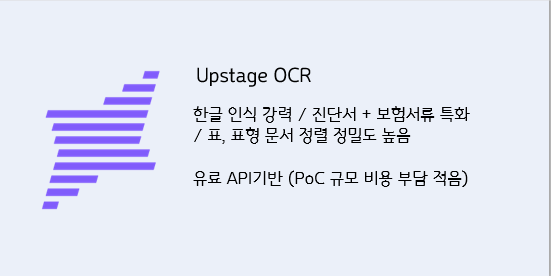 Upstage OCR
한글 인식 강력 / 진단서 + 보험서류 특화
/ 표, 표형 문서 정렬 정밀도 높음
유료 API기반 (PoC 규모 비용 부담 적음)